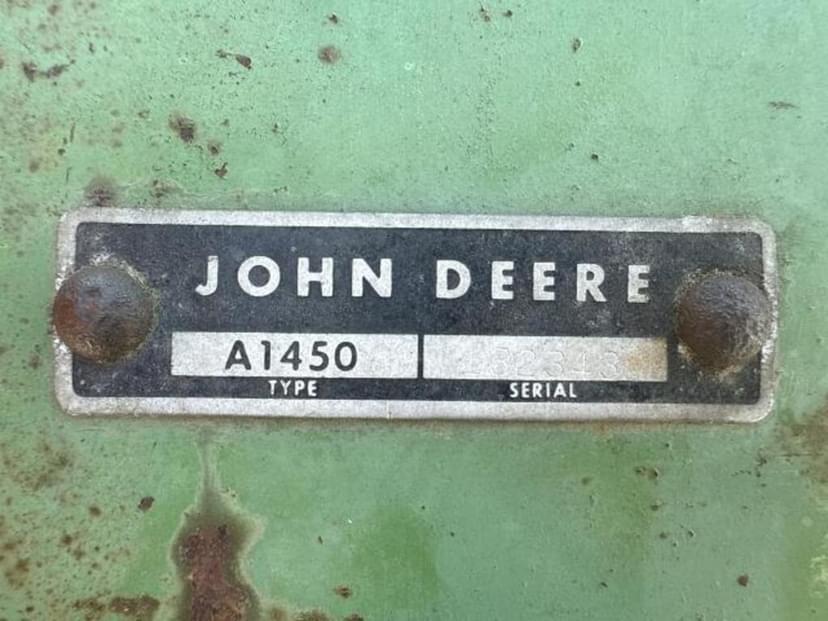 JOHN DEERE
A1450
TYPE SERIAL